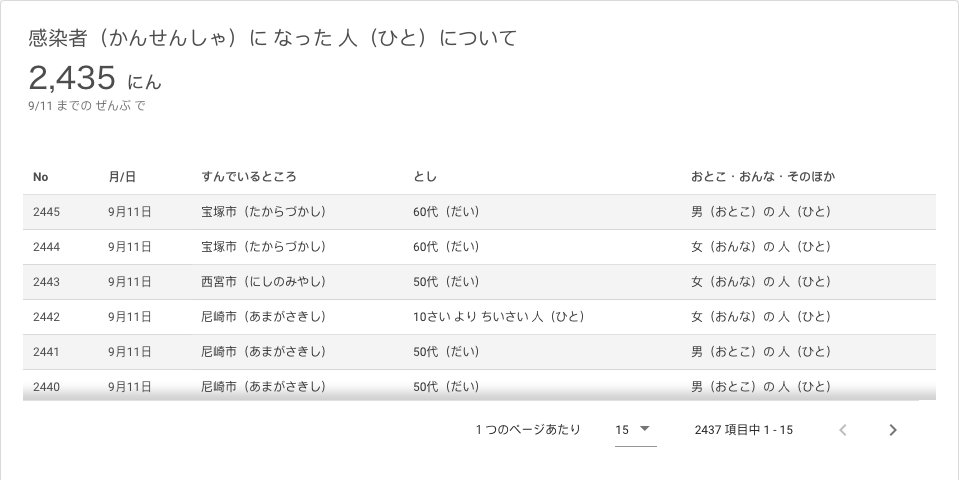 感染者（かんせんしゃ）に なった 人（ひと）について
2,435 にん
9/11 までの ぜんぶ で
No 月/日 すんでいるところ とし おとこ・おんな・そのほか
2445 9月11日 宝塚市（たからづかし） 60代（だい） 男（おとこ）の 人（ひと）
2444 9月11日 宝塚市（たからづかし） 60代（だい） 女（おんな）の 人（ひと）
2443 9月11日 西宮市（にしのみやし） 50代（だい） 女（おんな）の 人（ひと）
2442 9月11日 尼崎市（あまがさきし） 10さい より ちいさい 人（ひと） 女（おんな）の 人（ひと）
2441 9月11日 尼崎市（あまがさきし） 50代（だい） 男（おとこ）の 人（ひと）
2440 9月11日 尼崎市（あまがさきし） 50代（だい） 男（おとこ）の 人（ひと）
1 つのページあたり 15 2437 項目中 1 - 15